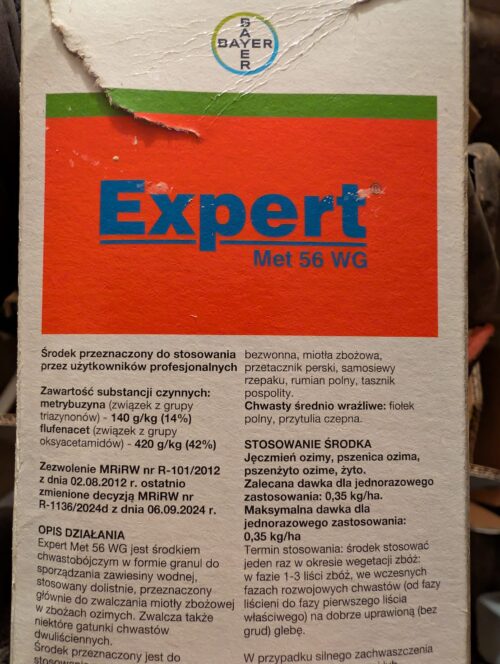 BAYER
BAYER
Expert®
Met 56 WG
Środek przeznaczony do stosowania
przez użytkowników profesjonalnych
Zawartość substancji czynnych:
metrybuzyna (związek z grupy
triazynonów) - 140 g/kg (14%)
flufenacet (związek z grupy
oksyacetamidów) - 420 g/kg (42%)
Zezwolenie MRiRW nr R-101/2012
z dnia 02.08.2012 r. ostatnio
zmienione decyzją MRiRW nr
R-1136/2024d z dnia 06.09.2024 r.
OPIS DZIAŁANIA
Expert Met 56 WG jest środkiem
chwastobójczym w formie granul do
sporządzania zawiesiny wodnej,
stosowany dolistnie, przeznaczony
głównie do zwalczania miotły zbożowej
w zbożach ozimych. Zwalcza także
niektóre gatunki chwastów
dwuliściennych.
Środek przeznaczony jest do
bezwonna, miotła zbożowa,
przetacznik perski, samosiewy
rzepaku, rumian polny, tasznik
pospolity.
Chwasty średnio wrażliwe: fiołek
polny, przytulia czepna.
STOSOWANIE ŚRODKA
Jęczmień ozimy, pszenica ozima,
pszenżyto ozime, żyto.
Zalecana dawka dla jednorazowego
zastosowania: 0,35 kg/ha.
Maksymalna dawka dla
jednorazowego zastosowania:
0,35 kg/ha
Termin stosowania: środek stosować
jeden raz w okresie wegetacji zbóż:
w fazie 1-3 liści zbóż, we wczesnych
fazach rozwojowych chwastów (od fazy
liścieni do fazy pierwszego liścia
właściwego) na dobrze uprawioną (bez
grud) glebę.
W przypadku silnego zachwaszczenia